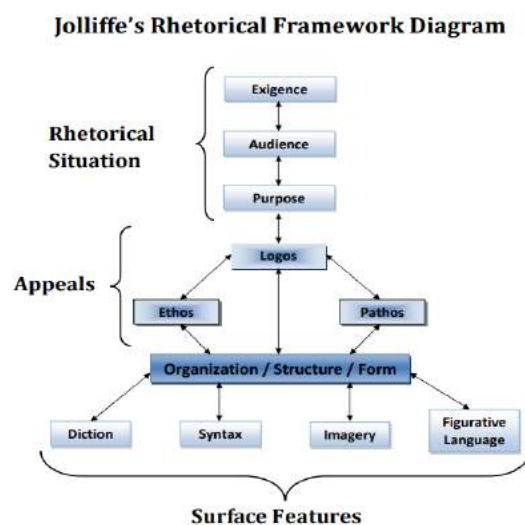 Jolliffe's Rhetorical Framework Diagram
Exigence
Rhetorical
Situation
Audience
Purpose
Logos
Appeals
Ethos
Pathos
Organization / Structure / Form
Diction
Syntax
Imagery
Figurative
Language
Surface Features